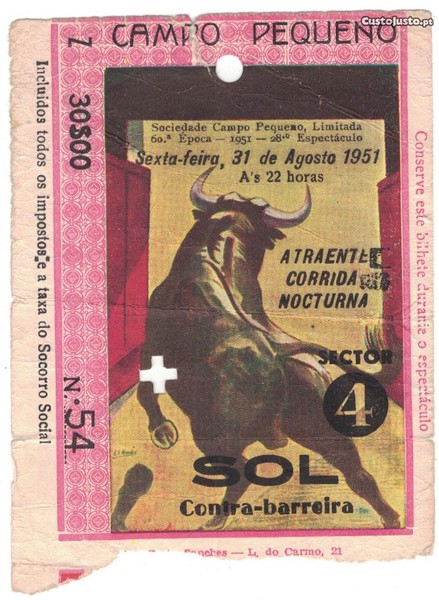 CustoJusto.pt
Z CAMPO PEQUENO
30$00
N.º 54
Incluidos todos os impostos e a taxa do Socorro Social
Conserve este bilhete durante o espectáculo
Sociedade Campo Pequeno, Limitada
60.ª Época — 1951 — 28.º Espectáculo
Sexta-feira, 31 de Agosto 1951
A's 22 horas
ATRAENTE
CORRIDA
NOCTURNA
SECTOR
4
SOL
Contra-barreira
Sanches — L. do Carmo, 21